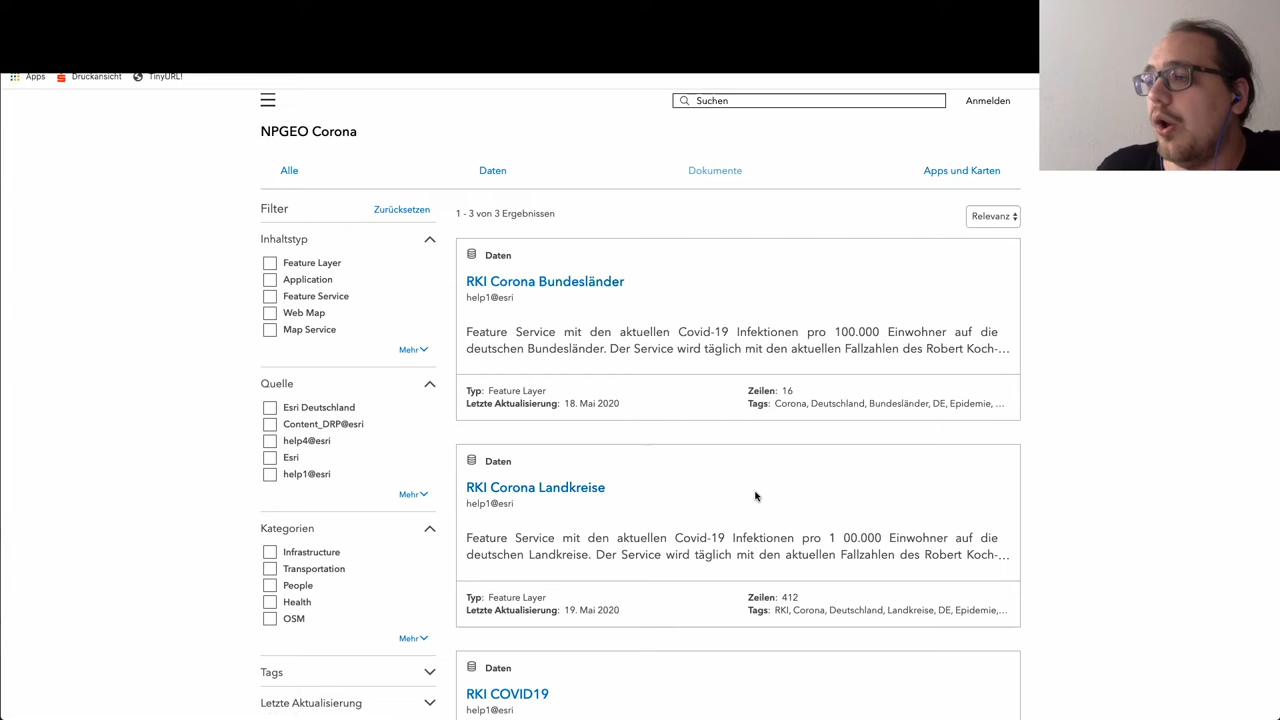 Apps Druckansicht TinyURL!
Suchen
Anmelden
NPGEO Corona
Alle Daten Dokumente Apps und Karten
Filter Zurücksetzen
1 - 3 von 3 Ergebnissen
Relevanz
Inhaltstyp
Feature Layer
Application
Feature Service
Web Map
Map Service
Mehr
Quelle
Esri Deutschland
Content_DRP@esri
help4@esri
Esri
help1@esri
Mehr
Kategorien
Infrastructure
Transportation
People
Health
OSM
Mehr
Tags
Letzte Aktualisierung
Daten
RKI Corona Bundesländer
help1@esri
Feature Service mit den aktuellen Covid-19 Infektionen pro 100.000 Einwohner auf die
deutschen Bundesländer. Der Service wird täglich mit den aktuellen Fallzahlen des Robert Koch-...
Typ: Feature Layer Zeilen: 16
Letzte Aktualisierung: 18. Mai 2020 Tags: Corona, Deutschland, Bundesländer, DE, Epidemie, ...
Daten
RKI Corona Landkreise
help1@esri
Feature Service mit den aktuellen Covid-19 Infektionen pro 1 00.000 Einwohner auf die
deutschen Landkreise. Der Service wird täglich mit den aktuellen Fallzahlen des Robert Koch-...
Typ: Feature Layer Zeilen: 412
Letzte Aktualisierung: 19. Mai 2020 Tags: RKI, Corona, Deutschland, Landkreise, DE, Epidemie,...
Daten
RKI COVID19
help1@esri